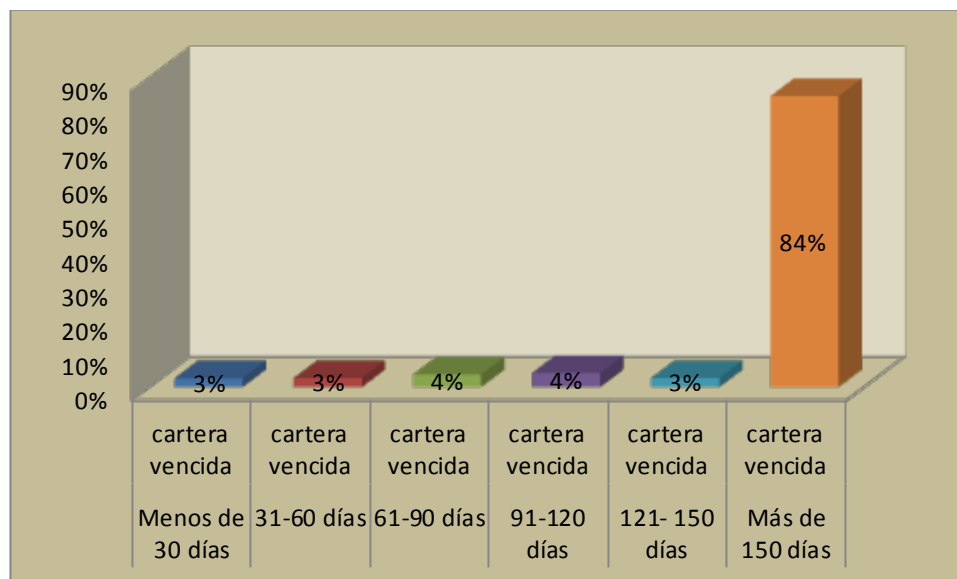 90%
80%
70%
60%
50%
40%
30%
20%
10%
0%
3%
3%
4%
4%
3%
84%
cartera
vencida
cartera
vencida
cartera
vencida
cartera
vencida
cartera
vencida
cartera
vencida
Menos de
30 días
31-60 días
61-90 días
91-120
días
121- 150
días
Más de
150 días